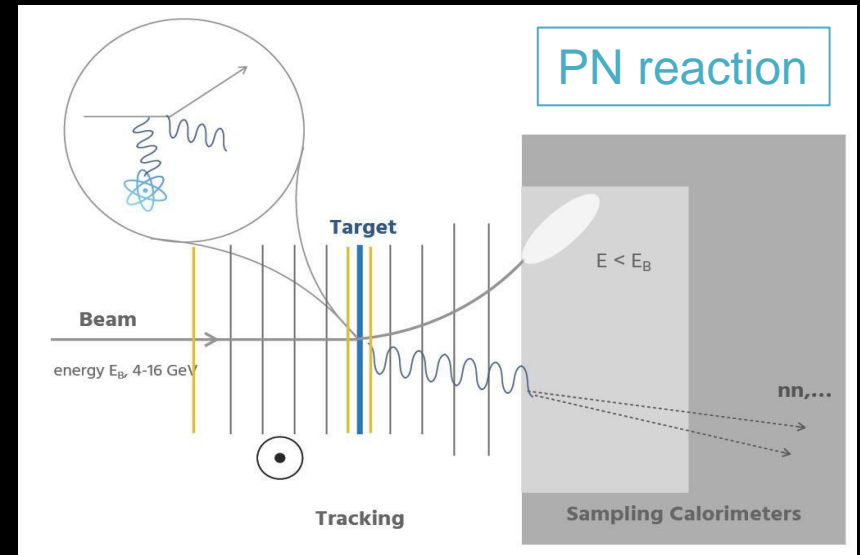 PN reaction
Target
E < E_B
Beam
energy E_B, 4-16 GeV
nn,...
Tracking
Sampling Calorimeters